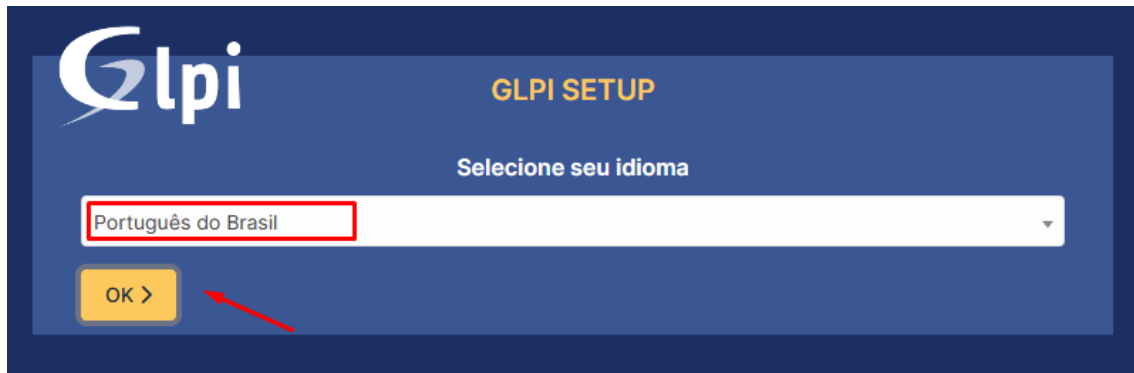 Glpi
GLPI SETUP
Selecione seu idioma
Português do Brasil
OK >